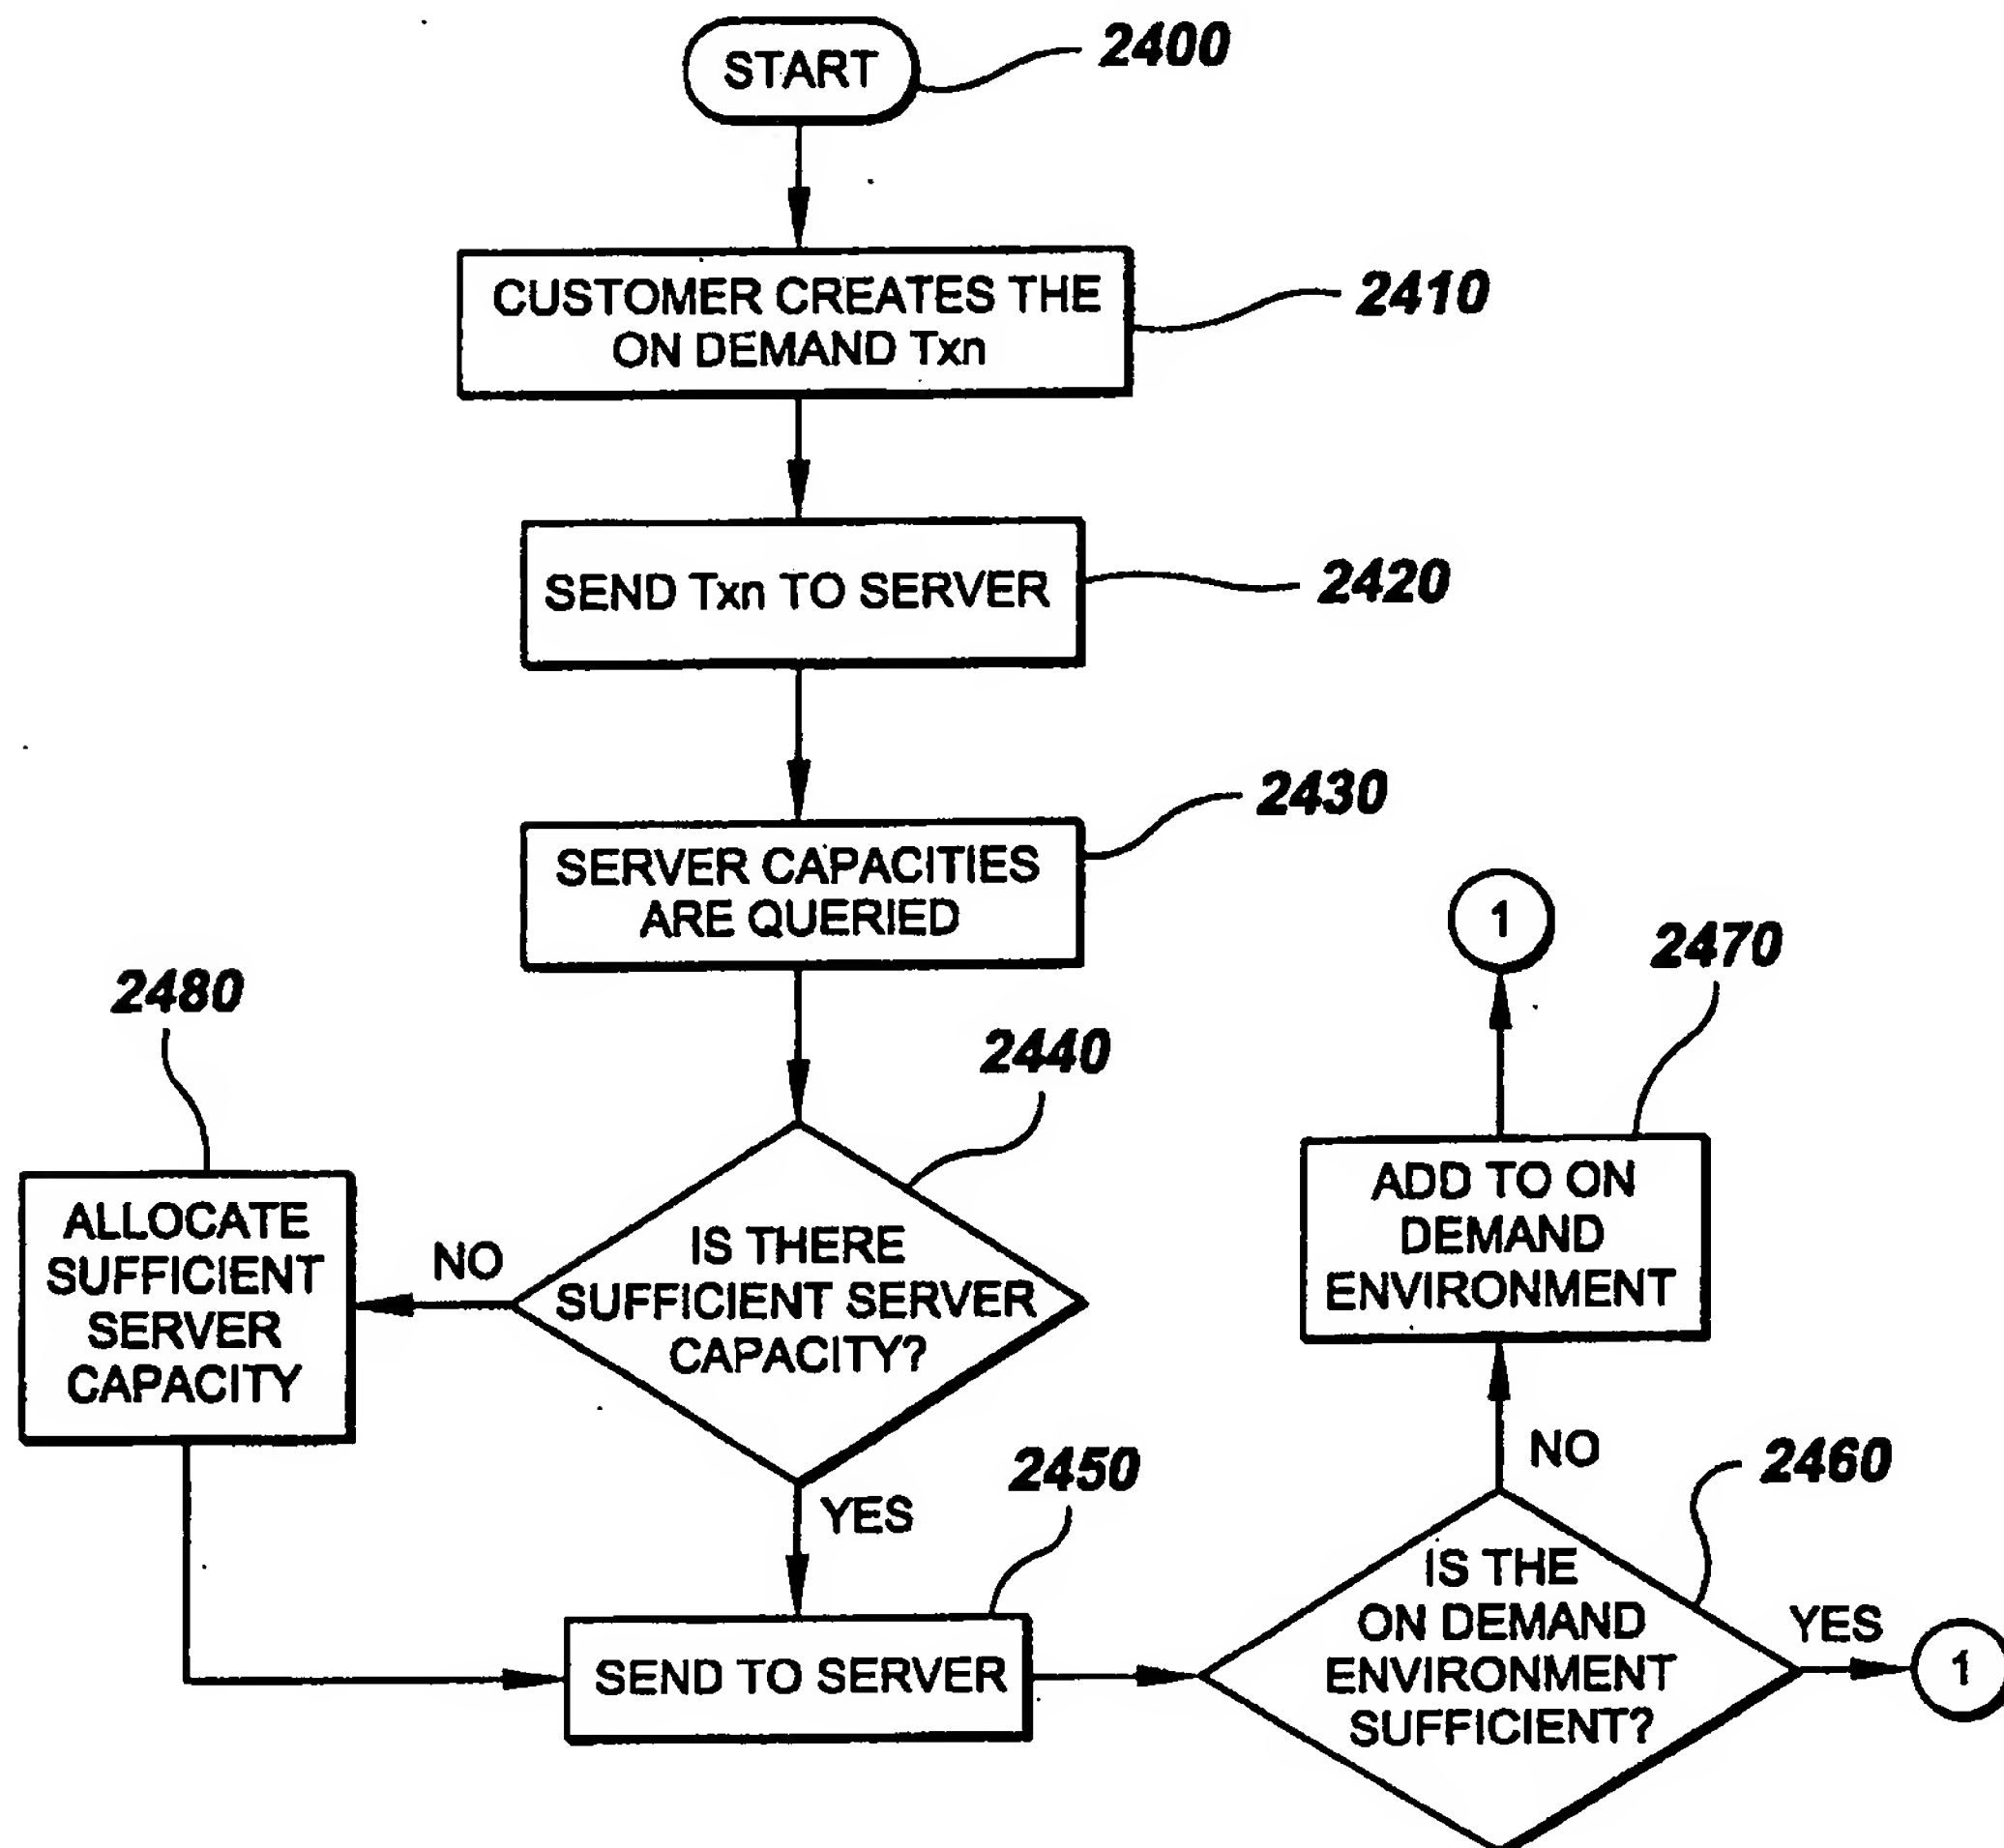 START
2400
CUSTOMER CREATES THE
ON DEMAND Txn
2410
SEND Txn TO SERVER
2420
SERVER CAPACITIES
ARE QUERIED
2430
2440
IS THERE
SUFFICIENT SERVER
CAPACITY?
NO
2480
ALLOCATE
SUFFICIENT
SERVER
CAPACITY
YES
2450
SEND TO SERVER
2460
IS THE
ON DEMAND
ENVIRONMENT
SUFFICIENT?
YES
1
NO
2470
ADD TO ON
DEMAND
ENVIRONMENT
1